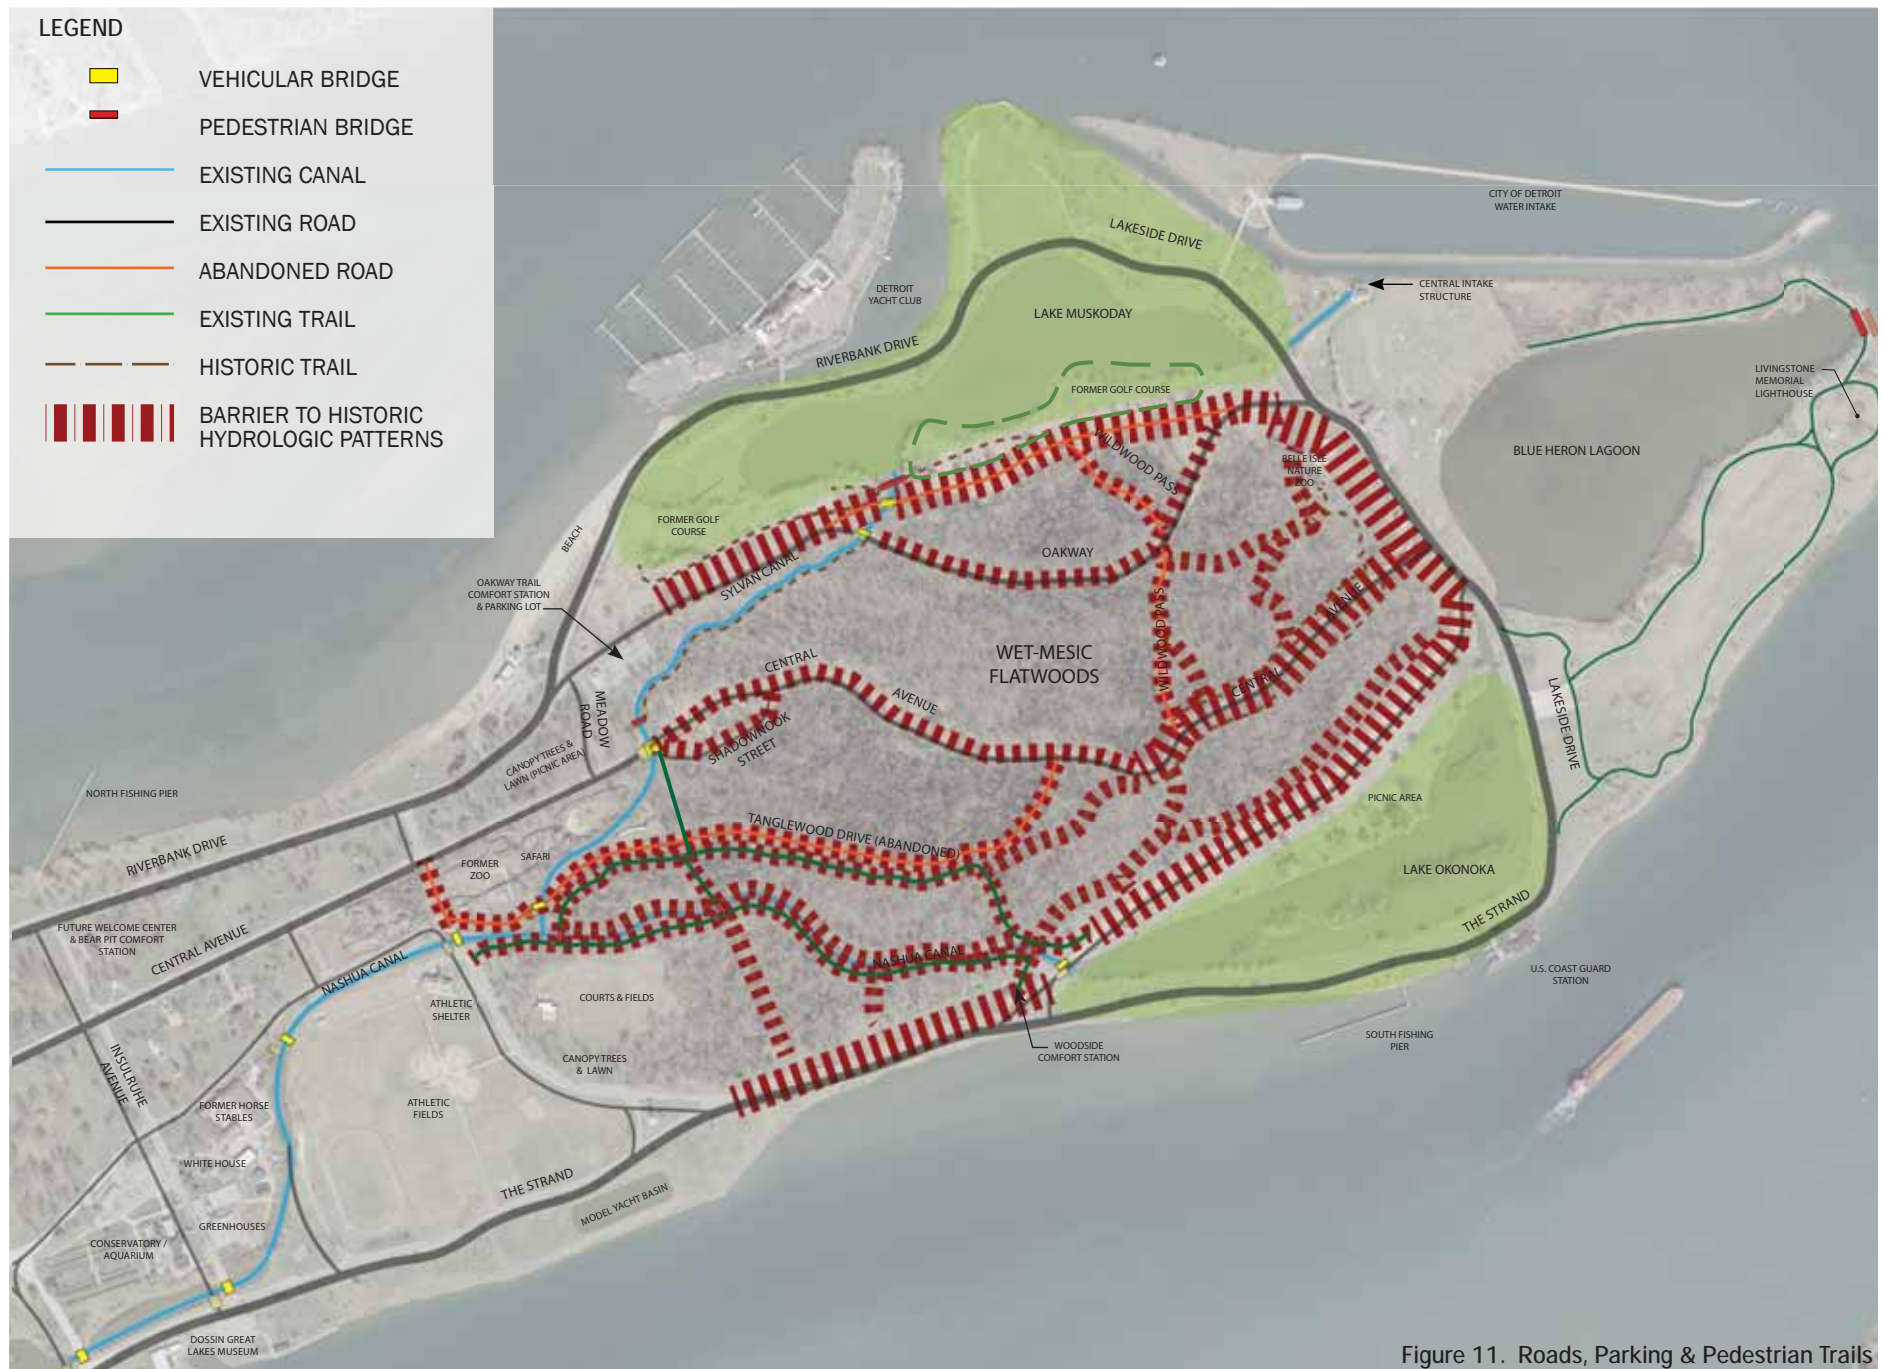 LEGEND
VEHICULAR BRIDGE
PEDESTRIAN BRIDGE
EXISTING CANAL
EXISTING ROAD
ABANDONED ROAD
EXISTING TRAIL
HISTORIC TRAIL
BARRIER TO HISTORIC
HYDROLOGIC PATTERNS
CITY OF DETROIT
WATER INTAKE
LAKESIDE DRIVE
DETROIT
YACHT CLUB
CENTRAL INTAKE
STRUCTURE
LAKE MUSKODAY
RIVERBANK DRIVE
FORMER GOLF COURSE
LIVINGSTONE
MEMORIAL
LIGHTHOUSE
BLUE HERON LAGOON
WILDWOOD PASS
BELLE ISLE
NATURE
ZOO
FORMER GOLF
COURSE
BEACH
OAKWAY
SYLVAN CANAL
OAKWAY TRAIL
COMFORT STATION
& PARKING LOT
WILDWOOD PASS
AVENUE
WET-MESIC
FLATWOODS
CENTRAL
AVENUE
CENTRAL
MEADOW
ROAD
SHADOWNOOK
STREET
LAKESIDE DRIVE
CANOPY TREES &
LAWN (PICNIC AREA)
NORTH FISHING PIER
PICNIC AREA
TANGLEWOOD DRIVE (ABANDONED)
RIVERBANK DRIVE
SAFARI
FORMER
ZOO
LAKE OKONOKA
THE STRAND
FUTURE WELCOME CENTER
& BEAR PIT COMFORT
STATION
CENTRAL AVENUE
NASHUA CANAL
NASHUA CANAL
U.S. COAST GUARD
STATION
COURTS & FIELDS
ATHLETIC
SHELTER
SOUTH FISHING
PIER
WOODSIDE
COMFORT STATION
CANOPY TREES
& LAWN
INSULRUHE
AVENUE
FORMER HORSE
STABLES
ATHLETIC
FIELDS
WHITE HOUSE
THE STRAND
MODEL YACHT BASIN
GREENHOUSES
CONSERVATORY /
AQUARIUM
DOSSIN GREAT
LAKES MUSEUM
Figure 11. Roads, Parking & Pedestrian Trails